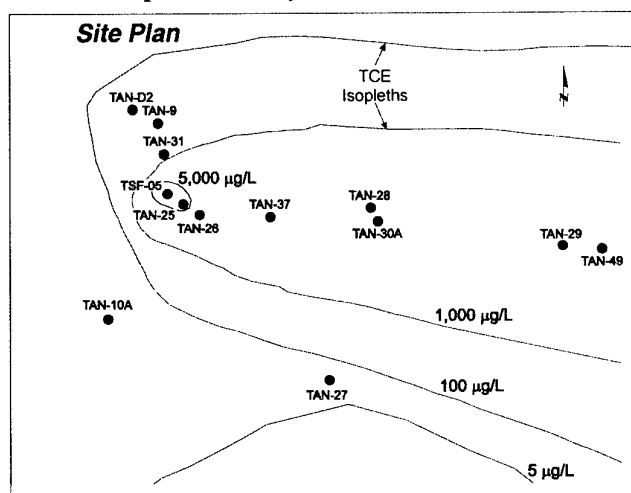 Site Plan
TCE
Isopleths
N
TAN-D2
TAN-9
TAN-31
TSF-05
5,000 µg/L
TAN-25
TAN-26
TAN-37
TAN-28
TAN-30A
TAN-29
TAN-49
TAN-10A
1,000 µg/L
100 µg/L
TAN-27
5 µg/L